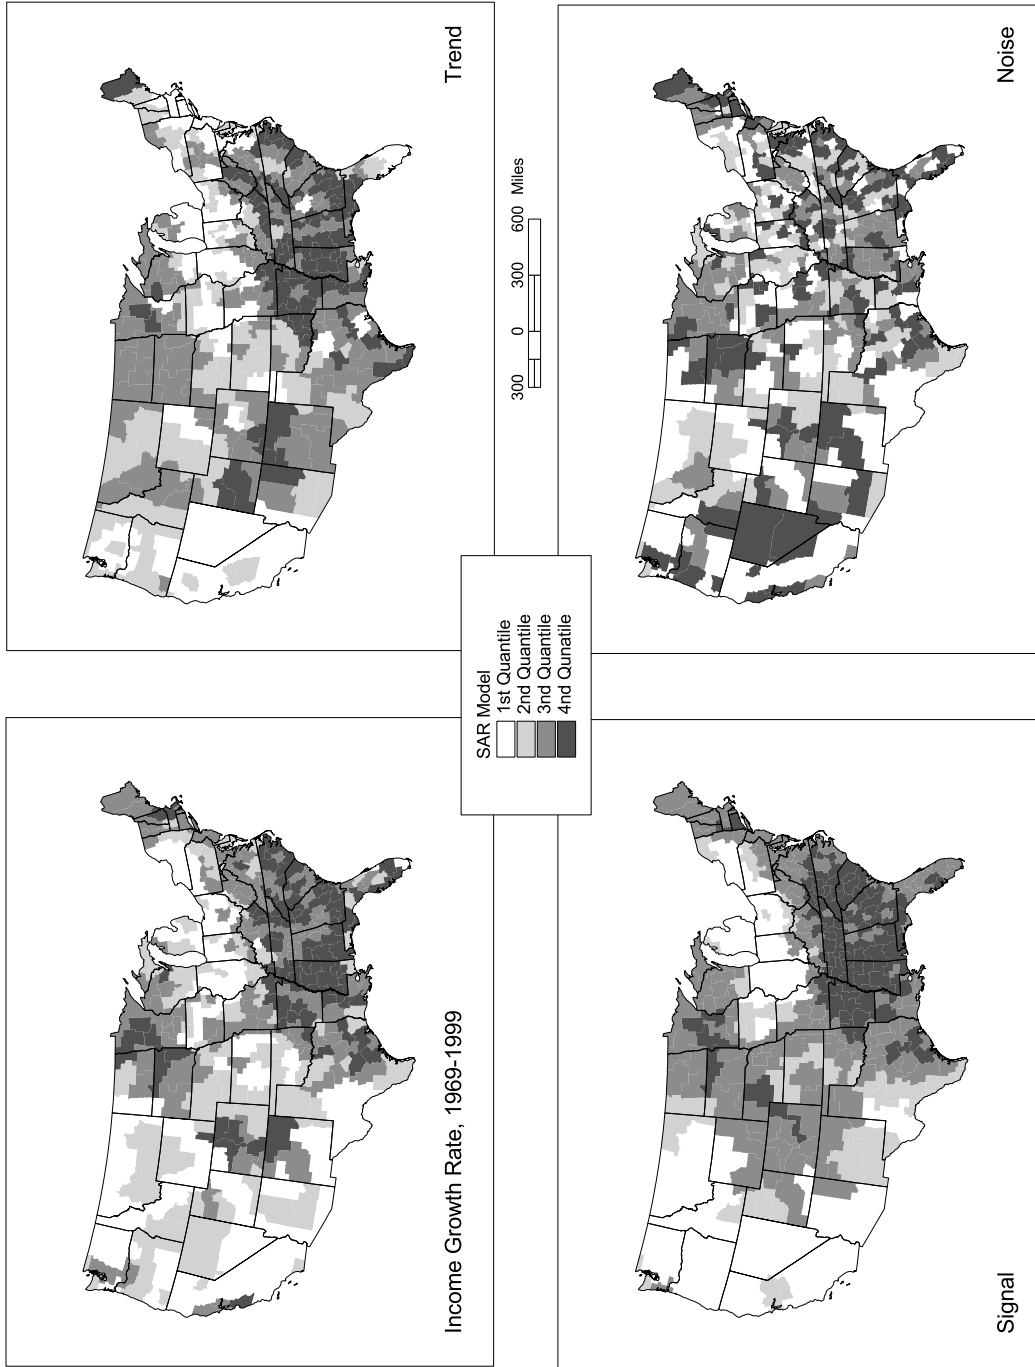 Income Growth Rate, 1969-1999
Trend
SAR Model
1st Quantile
2nd Quantile
3nd Quantile
4nd Qunatile
300 0 300 600 Miles
Signal
Noise